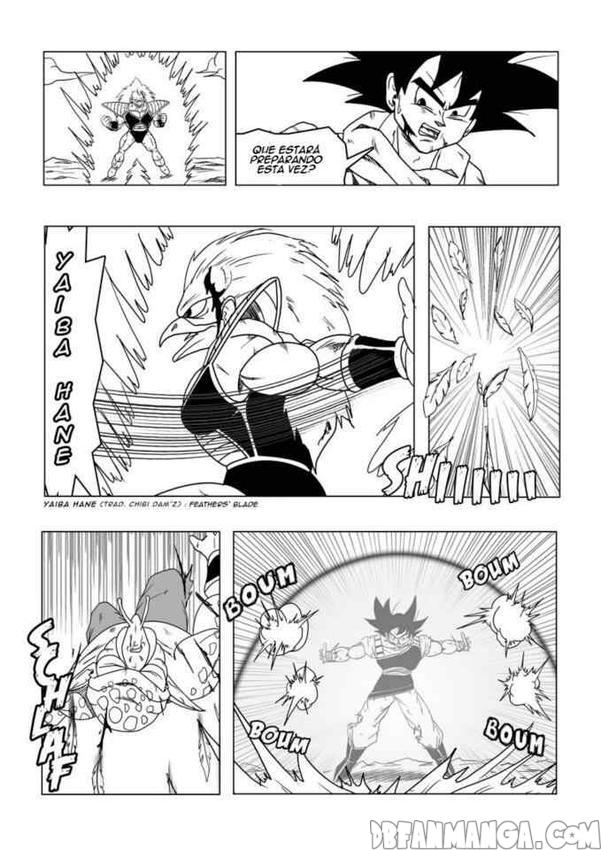 QUE ESTARÁ
PREPARANDO
ESTA VEZ?
YAIBA HANE
SHIIIIII
YAIBA HANE (TRAD. CHIBI DAM'Z) : FEATHERS' BLADE
SCHLAF
BOUM
BOUM
BOUM
BOUM
DBFANMANGA.COM